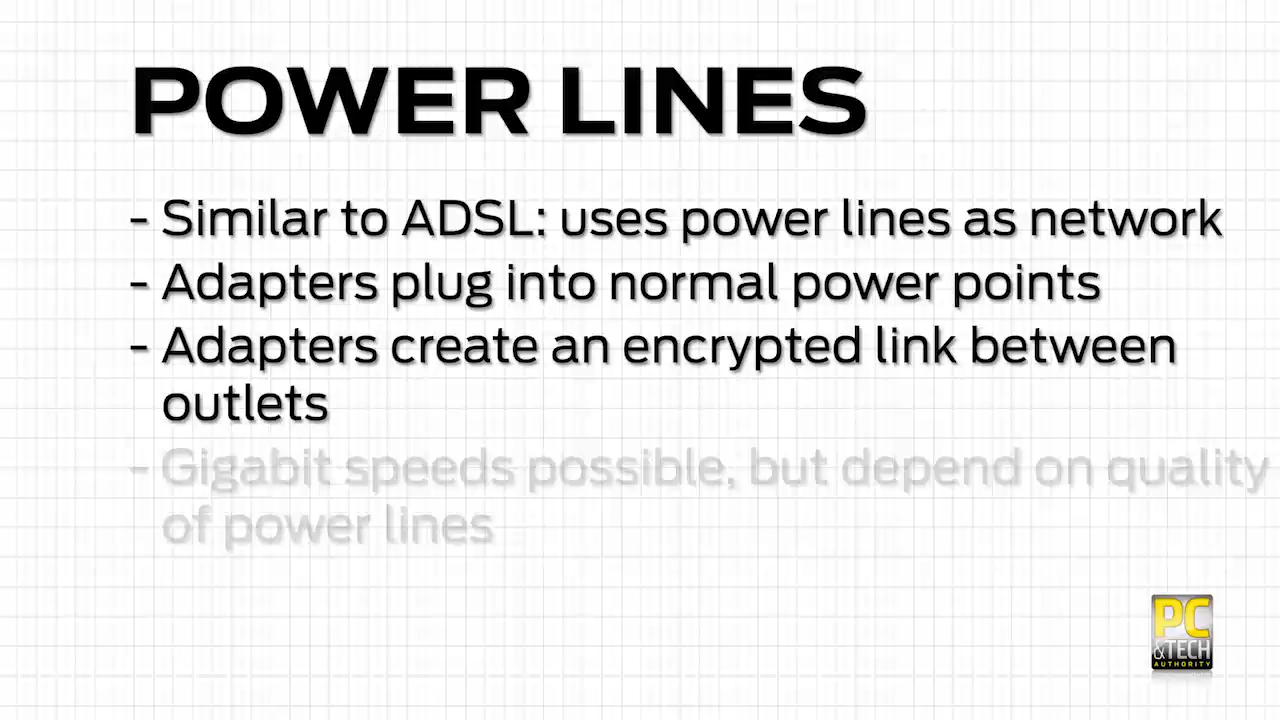 POWER LINES
- Similar to ADSL: uses power lines as network
- Adapters plug into normal power points
- Adapters create an encrypted link between
outlets
- Gigabit speeds possible, but depend on quality
of power lines
PC
&TECH
AUTHORITY